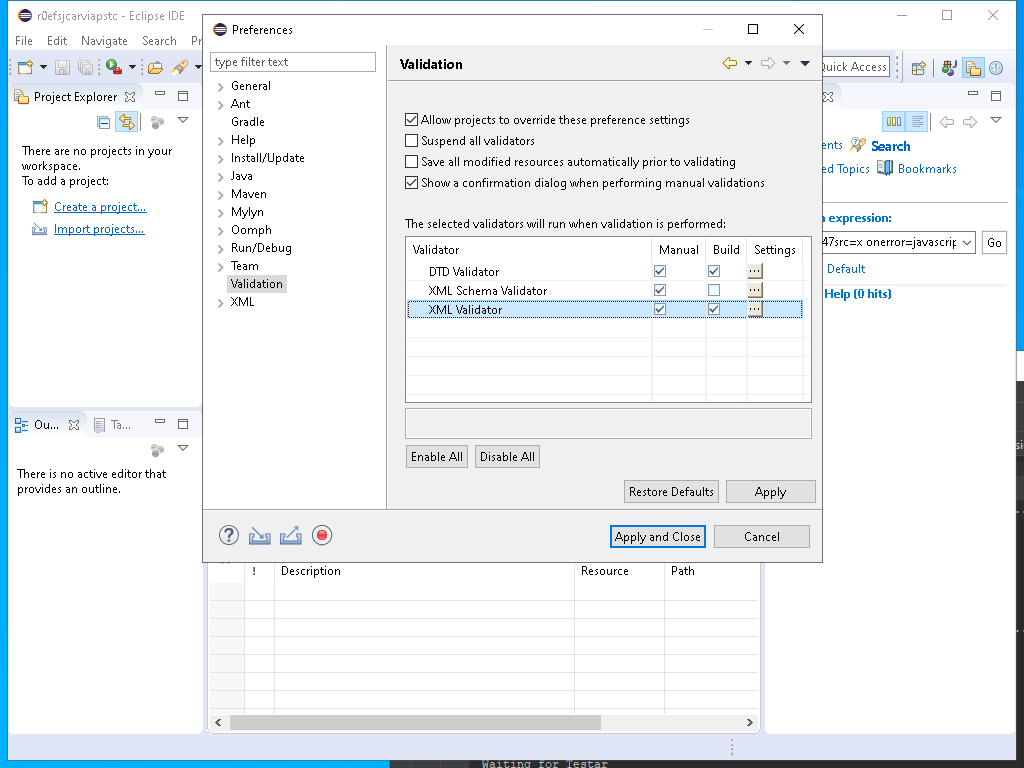 r0efsjcarviapstc - Eclipse IDE
File Edit Navigate Search Pr
Quick Access
Project Explorer
There are no projects in your
workspace.
To add a project:
Create a project...
Import projects...
Ou...
Ta...
There is no active editor that
provides an outline.
Preferences
type filter text
General
Ant
Gradle
Help
Install/Update
Java
Maven
Mylyn
Oomph
Run/Debug
Team
Validation
XML
Validation
Allow projects to override these preference settings
Suspend all validators
Save all modified resources automatically prior to validating
Show a confirmation dialog when performing manual validations
The selected validators will run when validation is performed:
Validator Manual Build Settings
DTD Validator ...
XML Schema Validator ...
XML Validator ...
Enable All Disable All
Restore Defaults Apply
Apply and Close Cancel
ents Search
ed Topics Bookmarks
expression:
47src=x onerror=javascrip Go
Default
Help (0 hits)
! Description Resource Path
si
Waiting for Testar